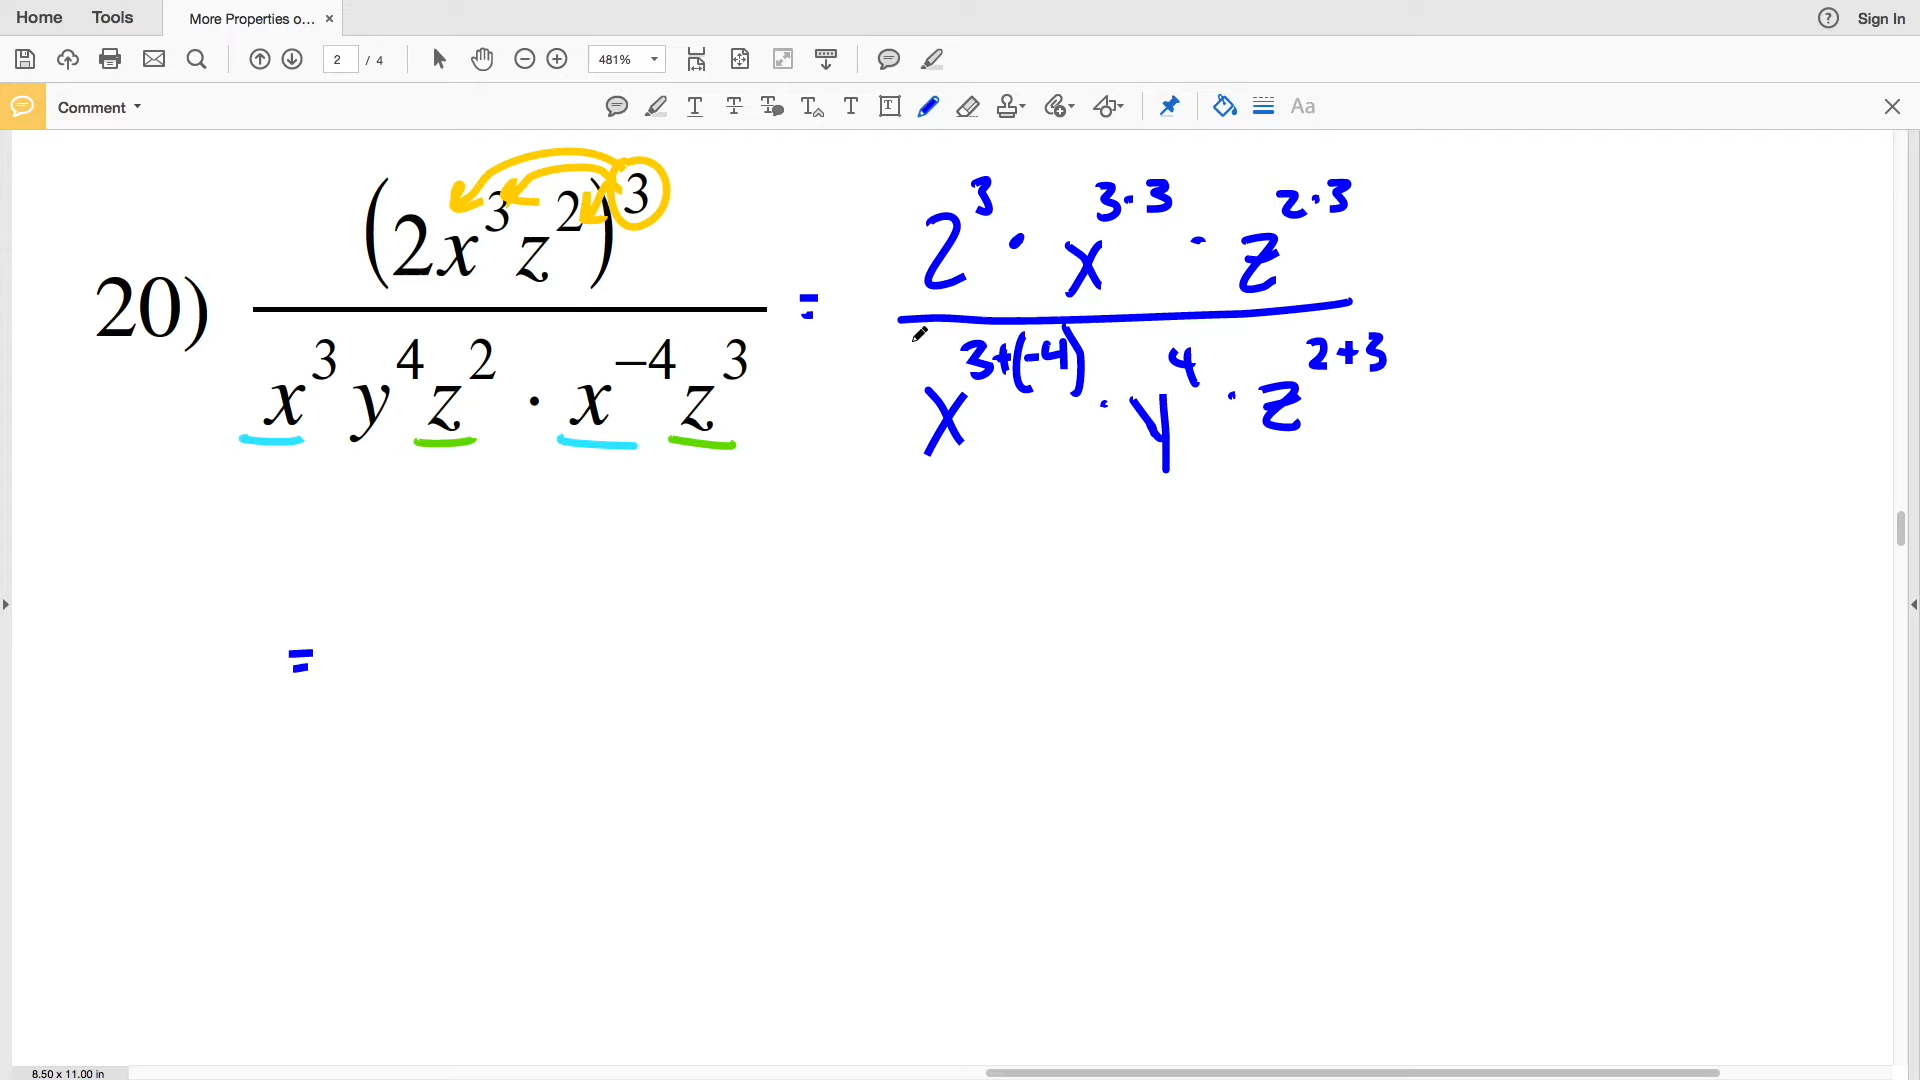 Home Tools More Properties o... × ? Sign In
2 / 4 481%
Comment Aa
20) (2x³z²)³ / x³y⁴z² · x⁻⁴z³ = 2³ · x³·³ · z²·³ / x³⁺⁽⁻⁴⁾ · y⁴ · z²⁺³
=
8.50 x 11.00 in